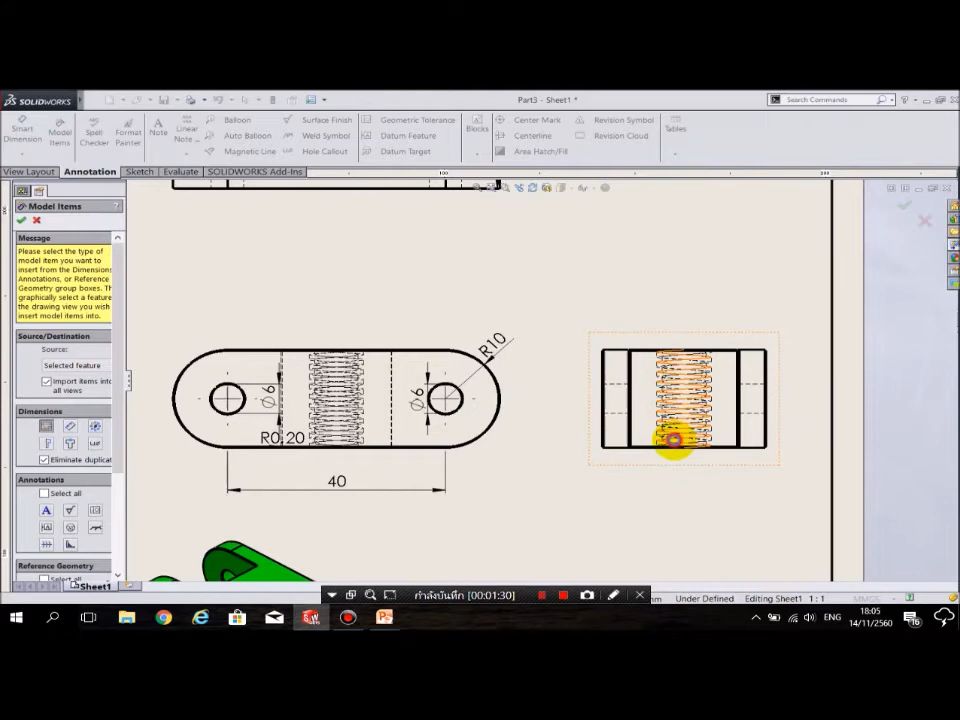 SOLIDWORKS
Part3 - Sheet1 *
Search Commands
Smart Dimension
Model Items
Spell Checker
Format Painter
Note
Linear Note ...
Balloon
Auto Balloon
Magnetic Line
Surface Finish
Weld Symbol
Hole Callout
Geometric Tolerance
Datum Feature
Datum Target
Blocks
Center Mark
Centerline
Area Hatch/Fill
Revision Symbol
Revision Cloud
Tables
View Layout
Annotation
Sketch
Evaluate
SOLIDWORKS Add-Ins
100
Model Items
?
Message
Please select the type of
model item you want to
insert from the Dimensions
Annotations, or Reference
Geometry group boxes. Th
graphically select a feature
the drawing view you wish
insert model items into.
Source/Destination
Source:
Selected feature
Import items into
all views
Dimensions
Eliminate duplicat
Annotations
Select all
Reference Geometry
Select all
R10
Ø6
Ø6
R0.20
40
Sheet1
กำลังบันทึก [00:01:30]
Under Defined
Editing Sheet1
1 : 1
MMGS
ENG
18:05
14/11/2560
16